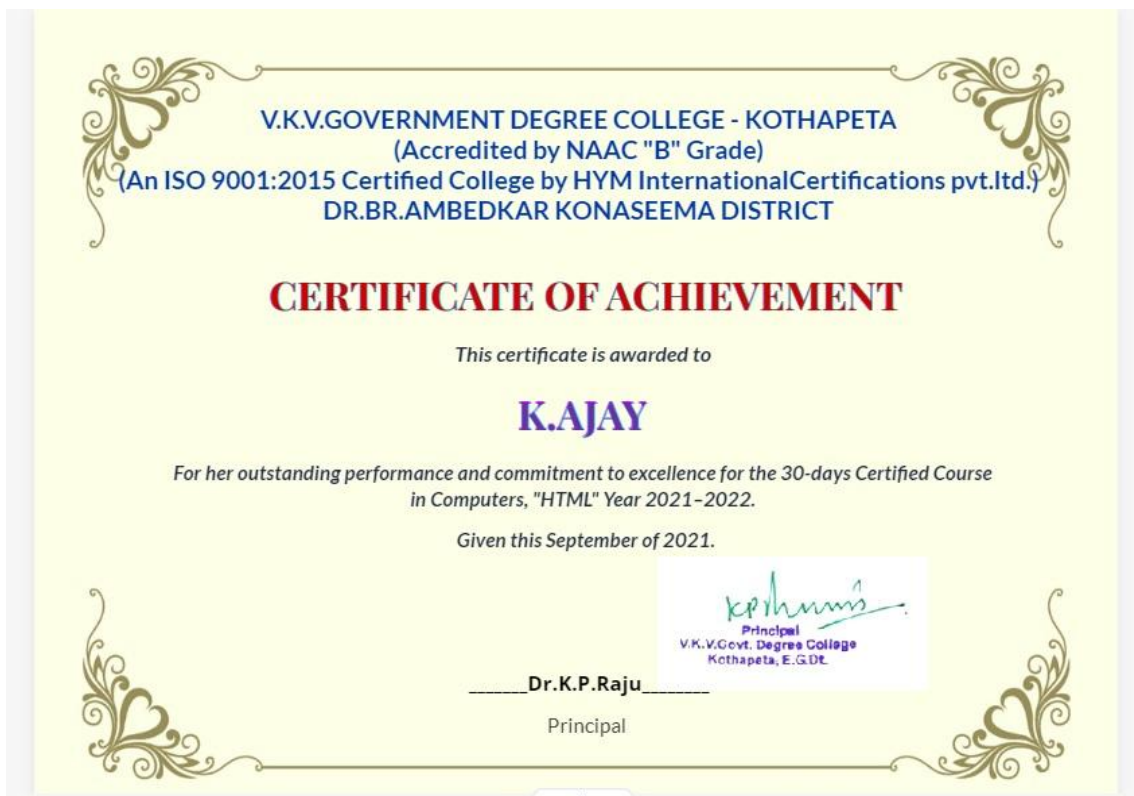 V.K.V.GOVERNMENT DEGREE COLLEGE - KOTHAPETA
(Accredited by NAAC "B" Grade)
(An ISO 9001:2015 Certified College by HYM InternationalCertifications pvt.ltd.)
DR.BR.AMBEDKAR KONASEEMA DISTRICT
CERTIFICATE OF ACHIEVEMENT
This certificate is awarded to
K.AJAY
For her outstanding performance and commitment to excellence for the 30-days Certified Course
in Computers, "HTML" Year 2021–2022.
Given this September of 2021.
Principal
V.K.V.Govt. Degree College
Kothapeta, E.G.Dt.
_______Dr.K.P.Raju________
Principal